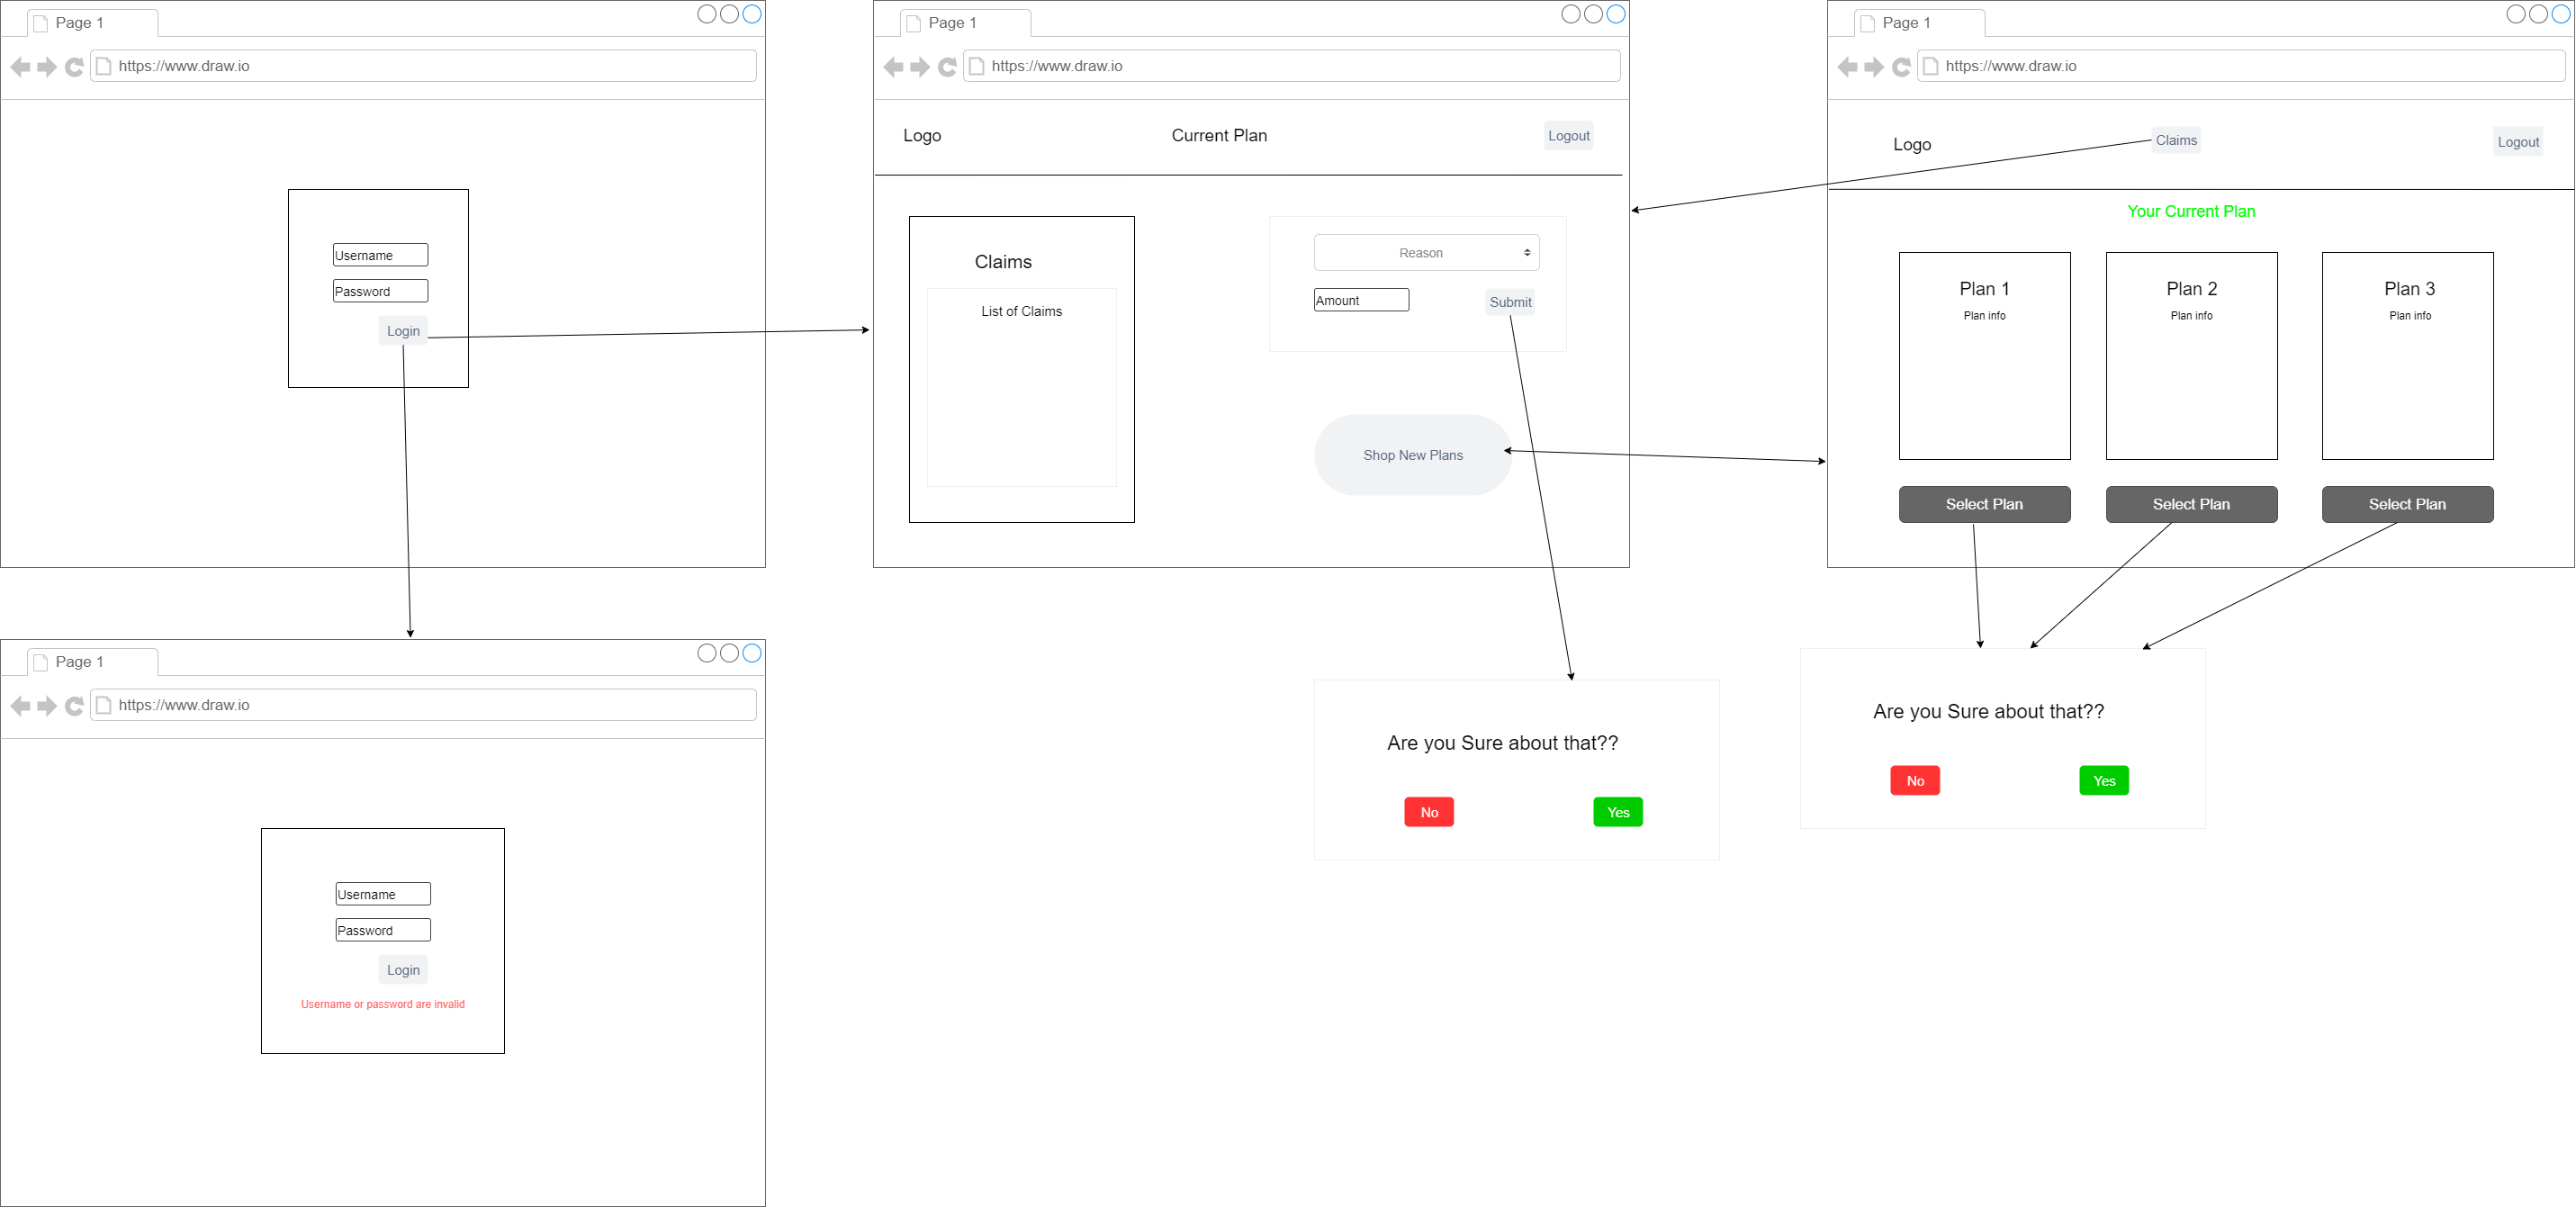 Page 1
https://www.draw.io
Username
Password
Login
Page 1
https://www.draw.io
Logo
Current Plan
Logout
Claims
List of Claims
Reason
Amount
Submit
Shop New Plans
Page 1
https://www.draw.io
Logo
Claims
Logout
Your Current Plan
Plan 1
Plan info
Plan 2
Plan info
Plan 3
Plan info
Select Plan
Select Plan
Select Plan
Page 1
https://www.draw.io
Username
Password
Login
Username or password are invalid
Are you Sure about that??
No
Yes
Are you Sure about that??
No
Yes